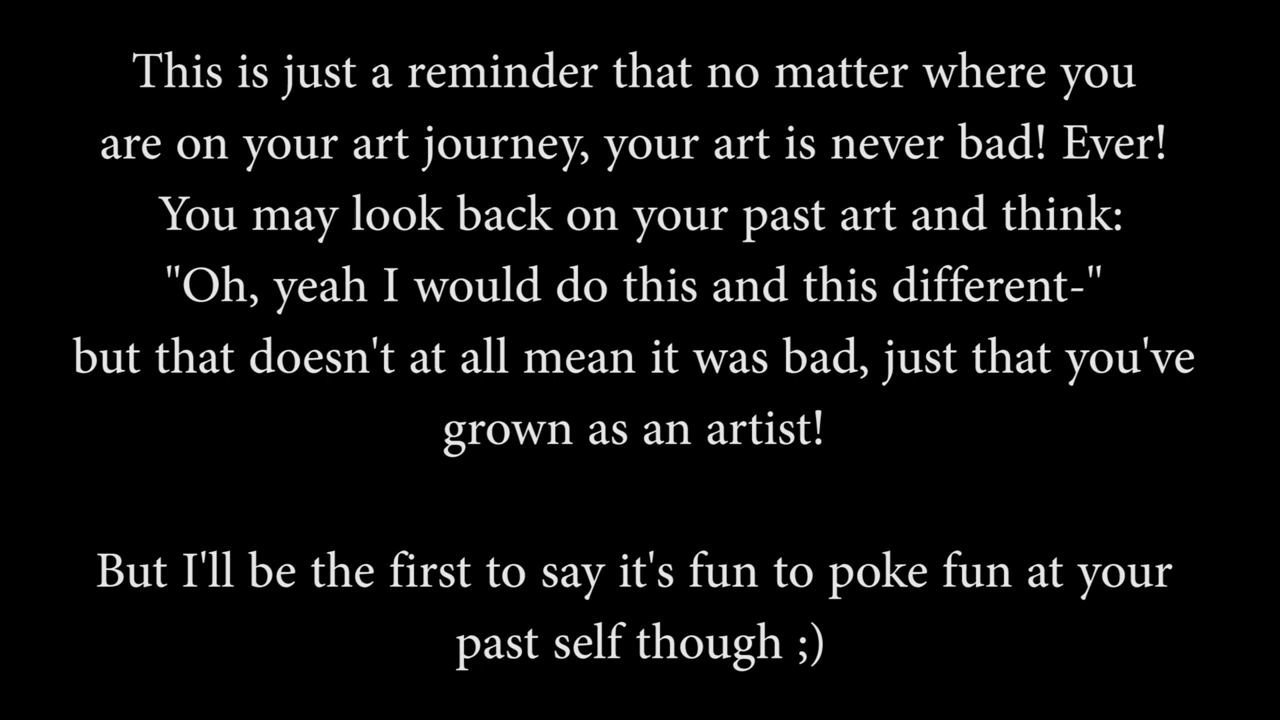 This is just a reminder that no matter where you
are on your art journey, your art is never bad! Ever!
You may look back on your past art and think:
"Oh, yeah I would do this and this different-"
but that doesn't at all mean it was bad, just that you've
grown as an artist!
But I'll be the first to say it's fun to poke fun at your
past self though ;)